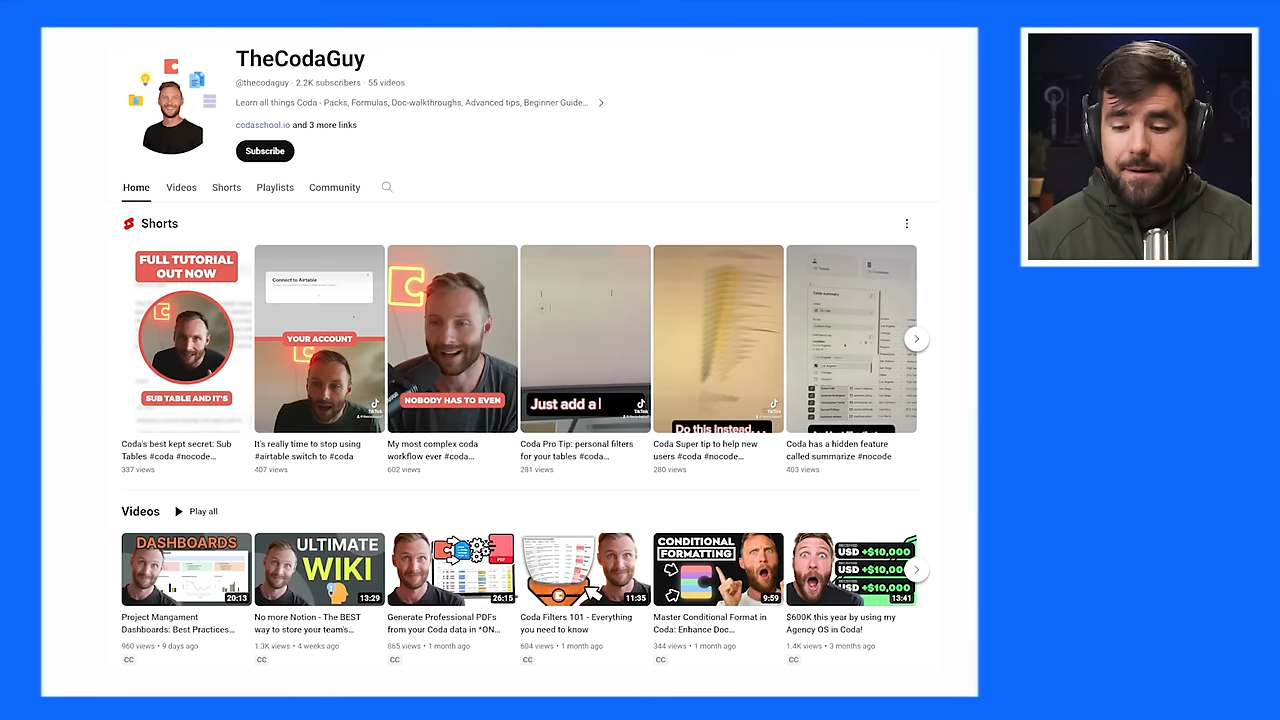 TheCodaGuy
@thecodaguy · 2.2K subscribers · 55 videos
Learn all things Coda - Packs, Formulas, Doc-walkthroughs, Advanced tips, Beginner Guide...
codaschool.io and 3 more links
Subscribe
Home Videos Shorts Playlists Community
Shorts
FULL TUTORIAL
OUT NOW
SUB TABLE AND IT'S
Connect to Airtable
YOUR ACCOUNT
TikTok
NOBODY HAS TO EVEN
TikTok
Just add a
TikTok
Do this Instead...
TikTok
Table summary
Coda's best kept secret: Sub
Tables #coda #nocode...
337 views
It's really time to stop using
#airtable switch to #coda
407 views
My most complex coda
workflow ever #coda...
602 views
Coda Pro Tip: personal filters
for your tables #coda...
281 views
Coda Super tip to help new
users #coda #nocode...
280 views
Coda has a hidden feature
called summarize #nocode
403 views
Videos Play all
DASHBOARDS
20:13
ULTIMATE
WIKI
13:29
PDF
26:15
11:35
CONDITIONAL
FORMATTING
9:59
USD +$10,000
USD +$10,000
USD +$10,000
13:41
Project Mangament
Dashboards: Best Practices...
960 views • 9 days ago
CC
No more Notion - The BEST
way to store your team's...
1.3K views • 4 weeks ago
CC
Generate Professional PDFs
from your Coda data in *ON...
865 views • 1 month ago
CC
Coda Filters 101 - Everything
you need to know
604 views • 1 month ago
CC
Master Conditional Format in
Coda: Enhance Doc...
344 views • 1 month ago
CC
$600K this year by using my
Agency OS in Coda!
1.4K views • 3 months ago
CC